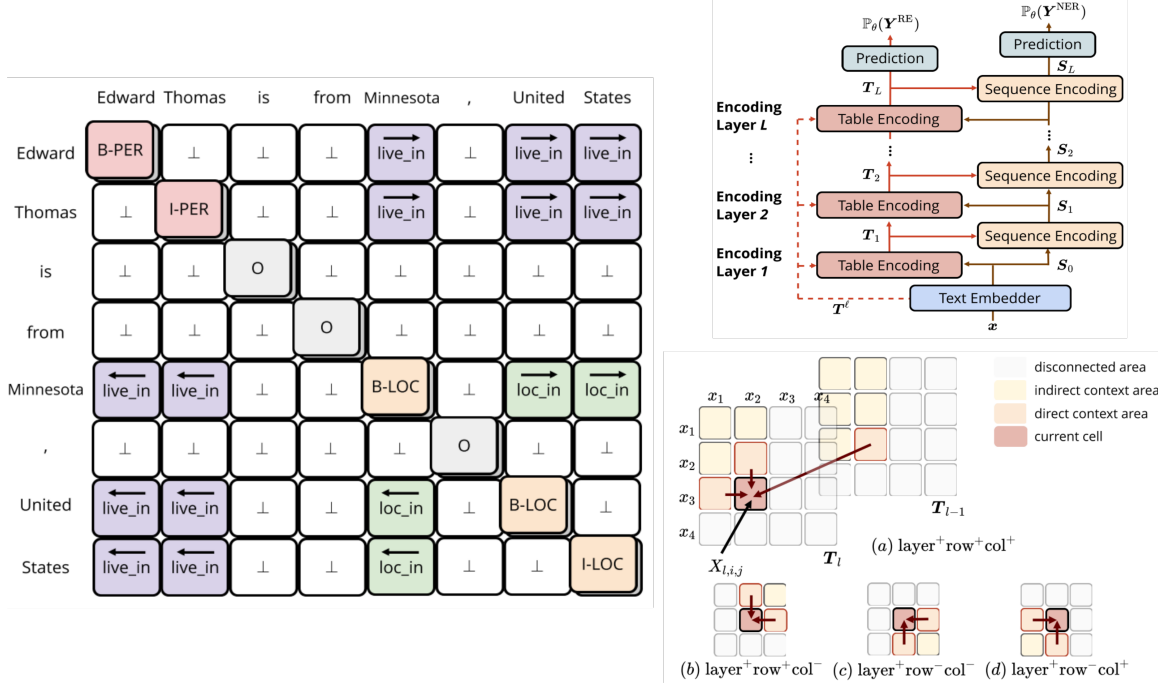 Edward Thomas is from Minnesota , United States
Edward B-PER ⊥ ⊥ ⊥ → live_in ⊥ → live_in → live_in
Thomas ⊥ I-PER ⊥ ⊥ → live_in ⊥ → live_in → live_in
is ⊥ ⊥ O ⊥ ⊥ ⊥ ⊥ ⊥
from ⊥ ⊥ ⊥ O ⊥ ⊥ ⊥ ⊥
Minnesota ← live_in ← live_in ⊥ ⊥ B-LOC ⊥ → loc_in → loc_in
, ⊥ ⊥ ⊥ ⊥ ⊥ O ⊥ ⊥
United ← live_in ← live_in ⊥ ⊥ ← loc_in ⊥ B-LOC ⊥
States ← live_in ← live_in ⊥ ⊥ ← loc_in ⊥ ⊥ I-LOC
ℙθ(Y^RE) ℙθ(Y^NER)
Prediction Prediction
T_L S_L
Sequence Encoding
Encoding
Layer L
Table Encoding
⋮ ⋮ ⋮
S_2
T_2 Sequence Encoding
Encoding
Layer 2
Table Encoding S_1
T_1 Sequence Encoding
Encoding
Layer 1
Table Encoding S_0
T^ℓ Text Embedder
x
disconnected area
indirect context area
direct context area
current cell
x_1 x_2 x_3 x_4
x_1
x_2
x_3
x_4
T_{l−1}
T_l
X_{l,i,j}
(a) layer⁺row⁺col⁺
(b) layer⁺row⁺col⁻ (c) layer⁺row⁻col⁻ (d) layer⁺row⁻col⁺